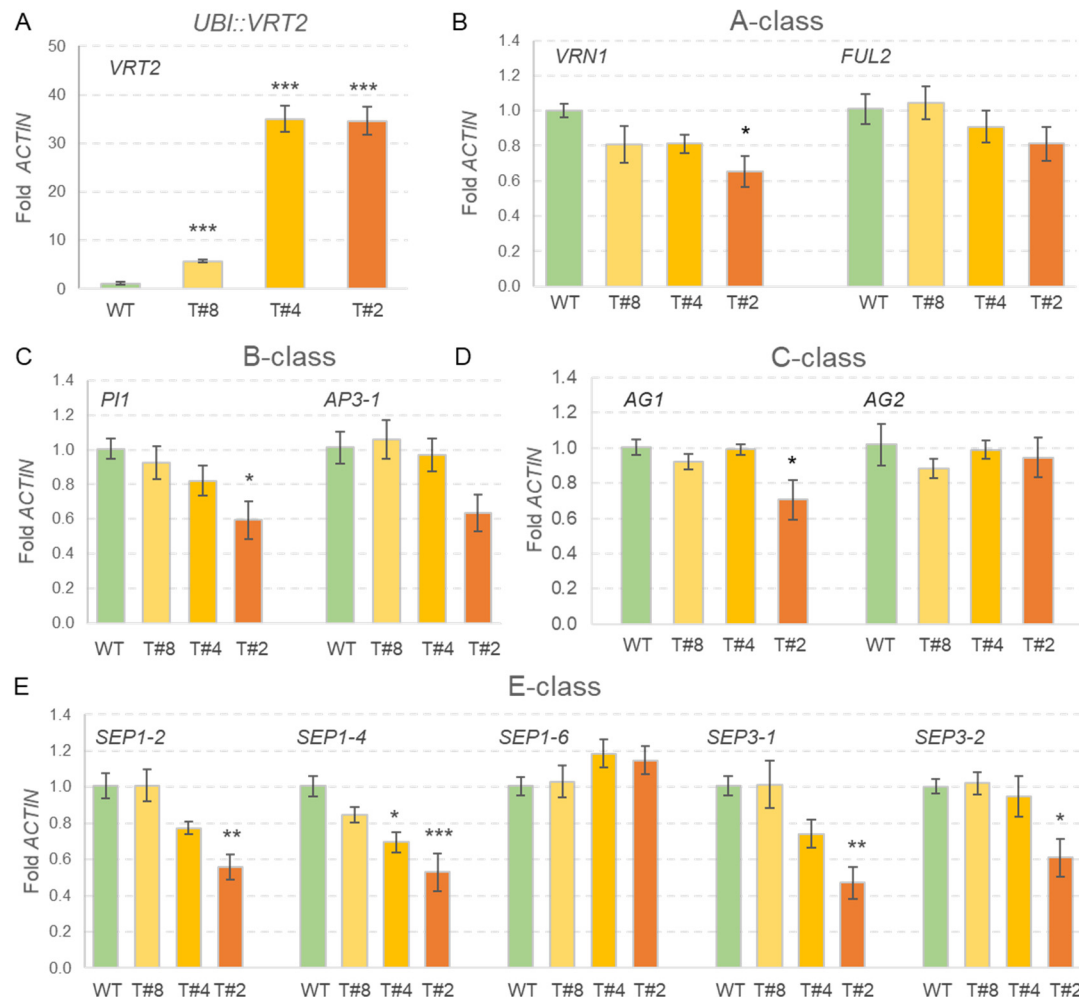 A
UBI::VRT2
50
40
30
20
10
0
Fold ACTIN
VRT2
***
***
***
WT T#8 T#4 T#2
B
A-class
1.4
1.2
1.0
0.8
0.6
0.4
0.2
0.0
Fold ACTIN
VRN1 FUL2
*
WT T#8 T#4 T#2 WT T#8 T#4 T#2
C
B-class
1.4
1.2
1.0
0.8
0.6
0.4
0.2
0.0
Fold ACTIN
PI1 AP3-1
*
WT T#8 T#4 T#2 WT T#8 T#4 T#2
D
C-class
1.4
1.2
1.0
0.8
0.6
0.4
0.2
0.0
Fold ACTIN
AG1 AG2
*
WT T#8 T#4 T#2 WT T#8 T#4 T#2
E
E-class
1.4
1.2
1.0
0.8
0.6
0.4
0.2
0.0
Fold ACTIN
SEP1-2 SEP1-4 SEP1-6 SEP3-1 SEP3-2
** * *** ** *
WT T#8 T#4 T#2 WT T#8 T#4 T#2 WT T#8 T#4 T#2 WT T#8 T#4 T#2 WT T#8 T#4 T#2